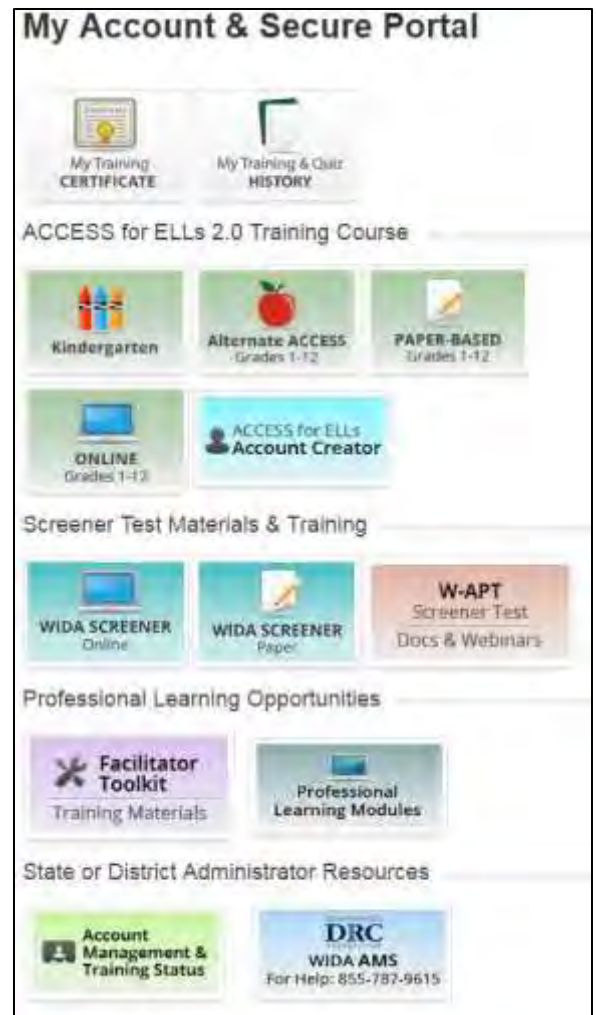 My Account & Secure Portal
My Training
CERTIFICATE
My Training & Quiz
HISTORY
ACCESS for ELLs 2.0 Training Course
Kindergarten
Alternate ACCESS
Grades 1-12
PAPER-BASED
Grades 1-12
ONLINE
Grades 1-12
ACCESS for ELLs
Account Creator
Screener Test Materials & Training
WIDA SCREENER
Online
WIDA SCREENER
Paper
W-APT
Screener Test
Docs & Webinars
Professional Learning Opportunities
Facilitator
Toolkit
Training Materials
Professional
Learning Modules
State or District Administrator Resources
Account
Management &
Training Status
DRC
WIDA AMS
For Help: 855-787-9615